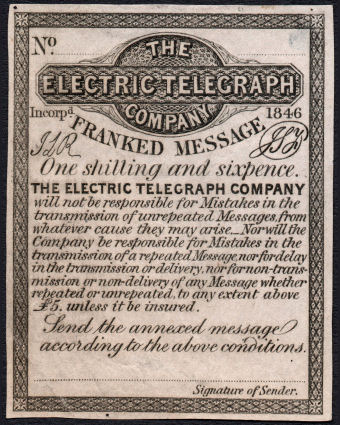 No.
THE
ELECTRIC TELEGRAPH
COMPANY
Incorpd. 1846
FRANKED MESSAGE
One shilling and sixpence.
THE ELECTRIC TELEGRAPH COMPANY
will not be responsible for Mistakes in the
transmission of unrepeated Messages, from
whatever cause they may arise._ Nor will the
Company be responsible for Mistakes in the
transmission of a repeated Message, nor for delay
in the transmission or delivery, nor for non-trans-
mission or non-delivery of any Message whether
repeated or unrepeated, to any extent above
£5. unless it be insured.
Send the annexed message
according to the above conditions.
Signature of Sender.